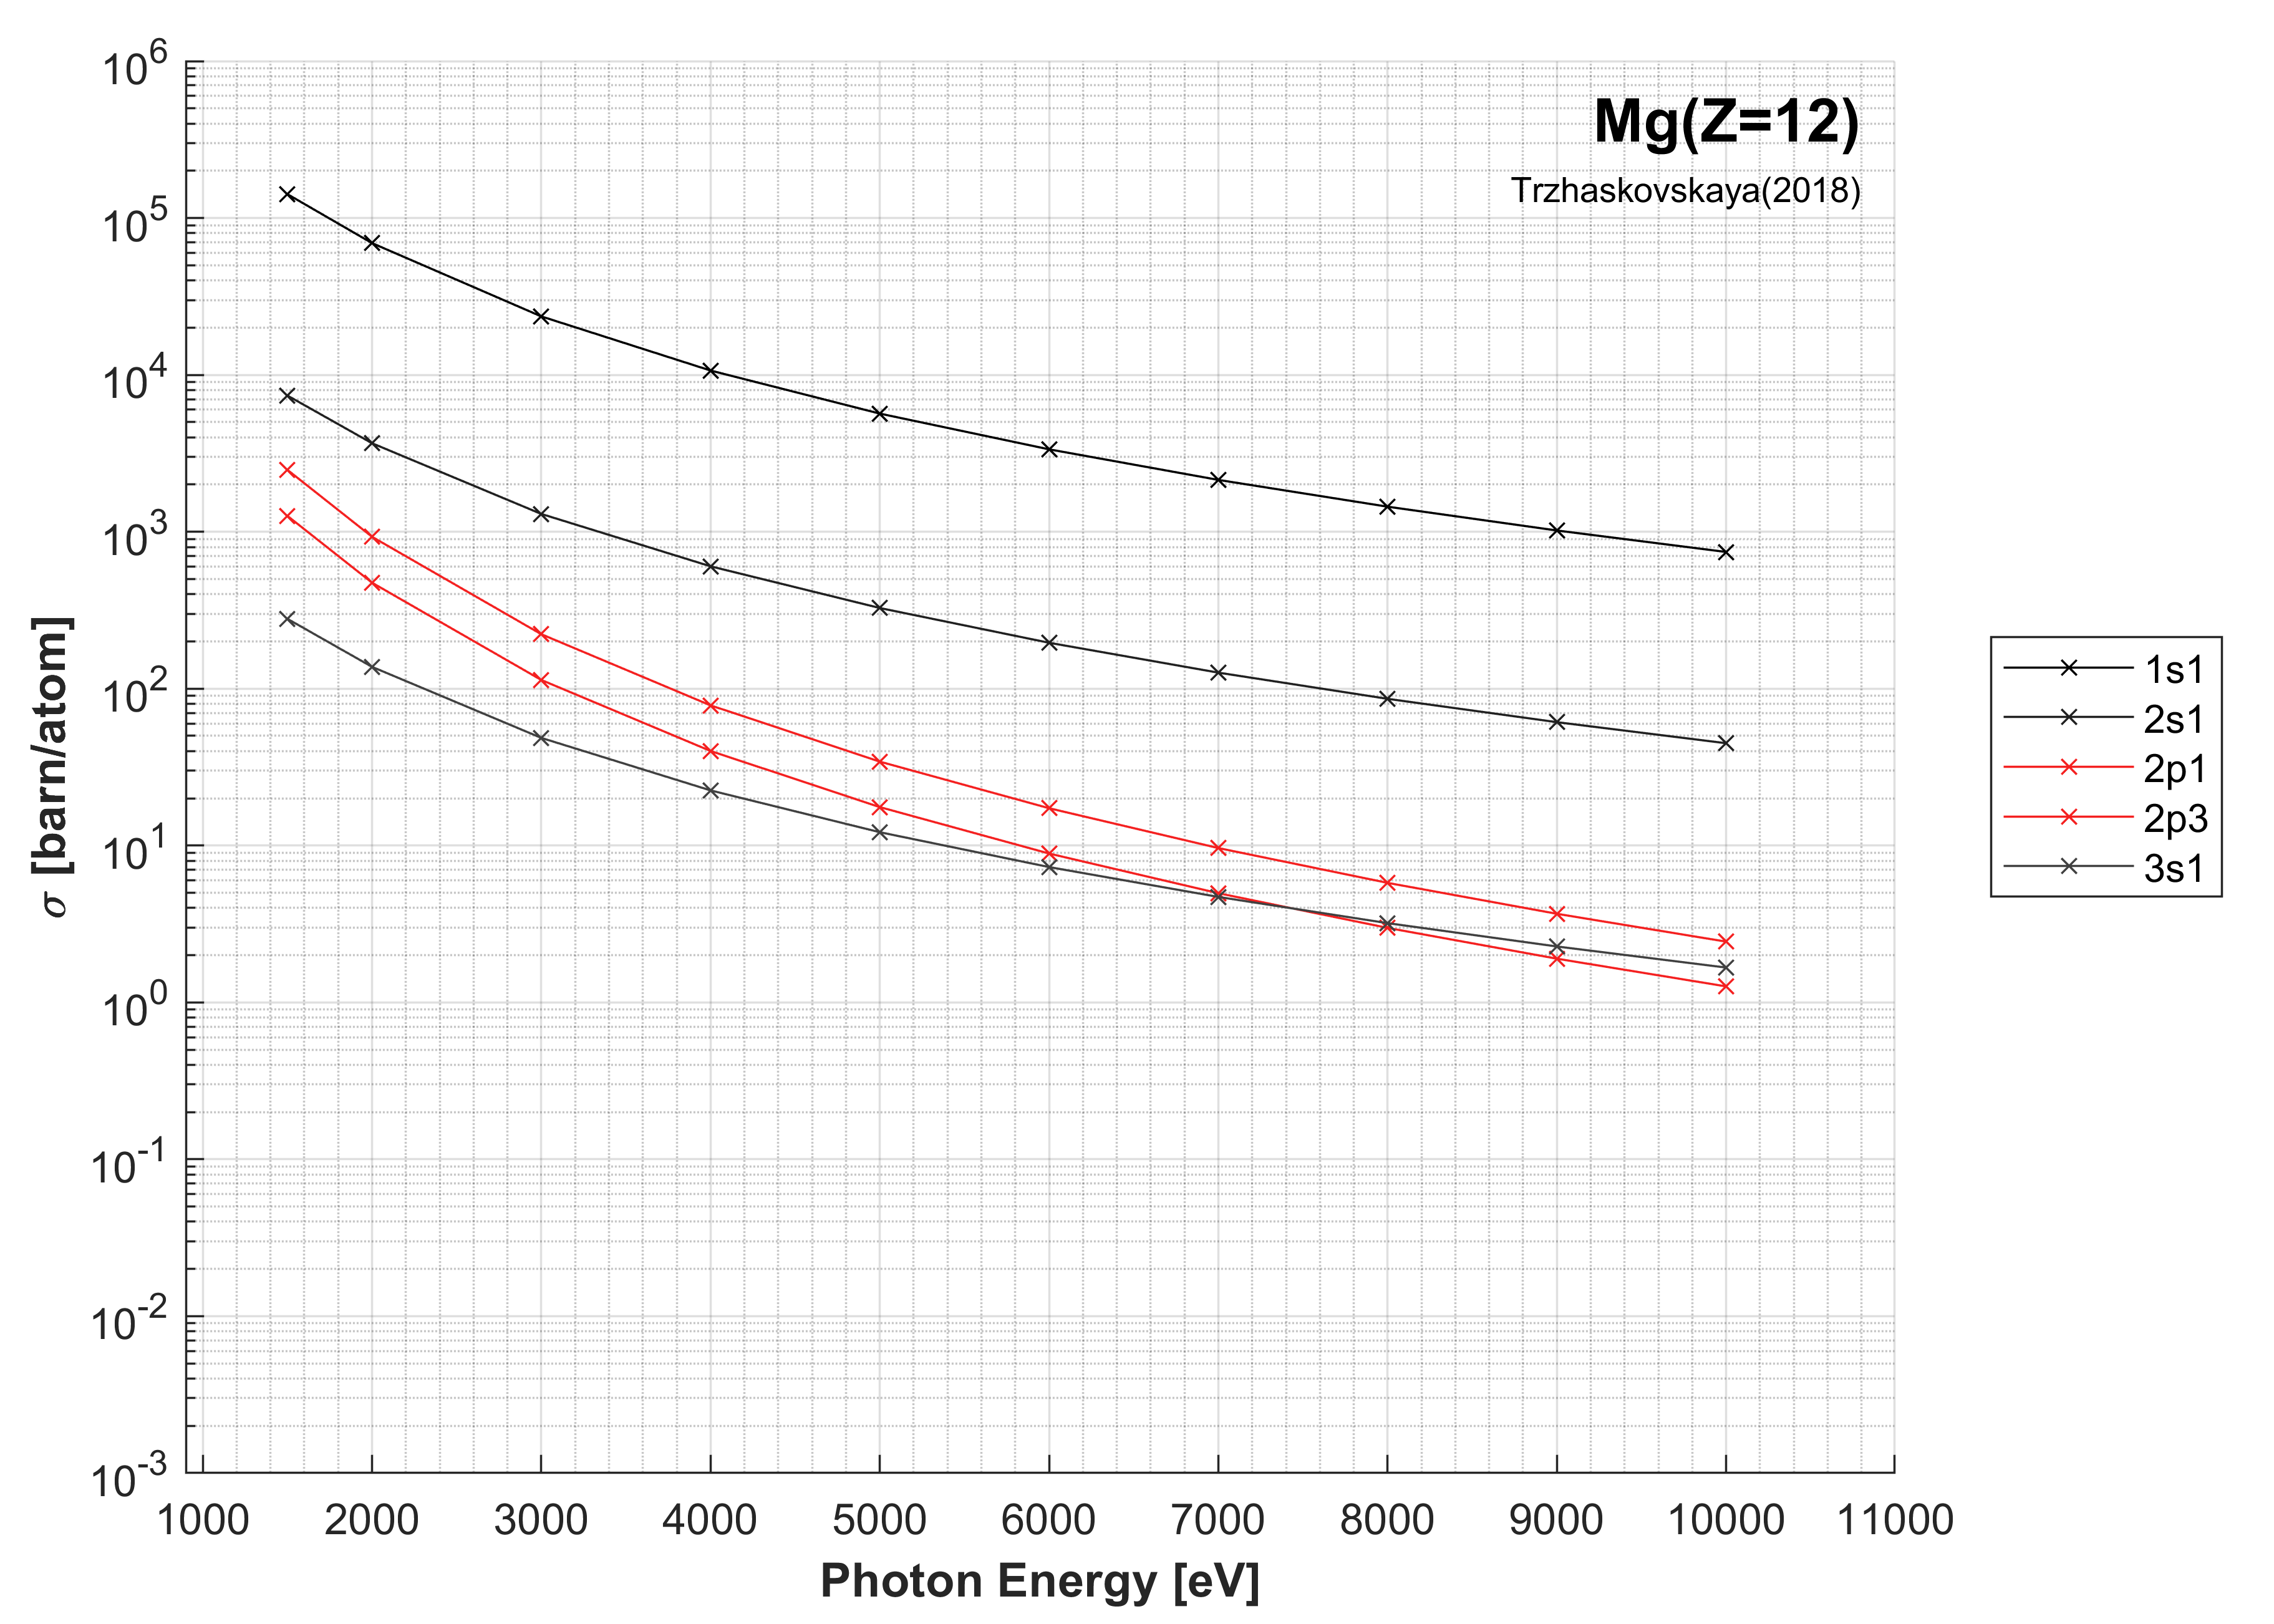 Mg(Z=12)
Trzhaskovskaya(2018)
10^6
10^5
10^4
10^3
10^2
10^1
10^0
10^-1
10^-2
10^-3
σ [barn/atom]
1000 2000 3000 4000 5000 6000 7000 8000 9000 10000 11000
Photon Energy [eV]
1s1
2s1
2p1
2p3
3s1